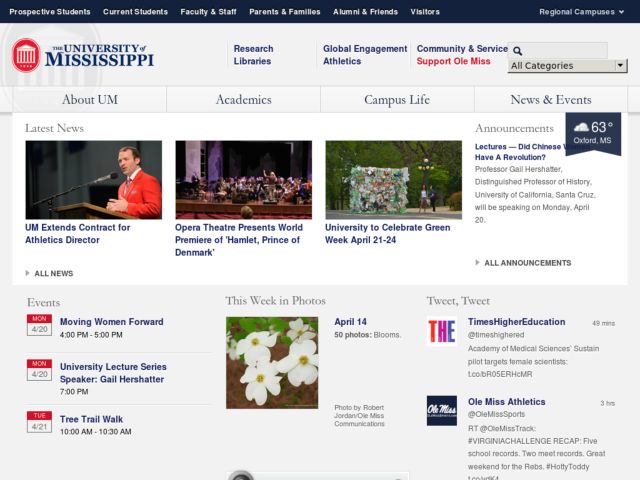 Prospective Students Current Students Faculty & Staff Parents & Families Alumni & Friends Visitors Regional Campuses
THE UNIVERSITY of
MISSISSIPPI
Research Global Engagement Community & Service
Libraries Athletics Support Ole Miss
All Categories
About UM Academics Campus Life News & Events
Latest News
UM Extends Contract for
Athletics Director
Opera Theatre Presents World
Premiere of 'Hamlet, Prince of
Denmark'
University to Celebrate Green
Week April 21-24
ALL NEWS
Announcements
63°
Oxford, MS
Lectures — Did Chinese
Have A Revolution?
Professor Gail Hershatter,
Distinguished Professor of History,
University of California, Santa Cruz,
will be speaking on Monday, April
20.
ALL ANNOUNCEMENTS
Events
MON
4/20
Moving Women Forward
4:00 PM - 5:00 PM
MON
4/20
University Lecture Series
Speaker: Gail Hershatter
7:00 PM
TUE
4/21
Tree Trail Walk
10:00 AM - 10:30 AM
This Week in Photos
April 14
50 photos: Blooms.
Photo by Robert
Jordan/Ole Miss
Communications
Tweet, Tweet
THE
TimesHigherEducation 49 mins
@timeshighered
Academy of Medical Sciences' Sustain
pilot targets female scientists:
t.co/bR05ERHcMR
Ole Miss
Ole Miss Athletics 3 hrs
@OleMissSports
RT @OleMissTrack:
#VIRGINIACHALLENGE RECAP: Five
school records. Two meet records. Great
weekend for the Rebs. #HottyToddy